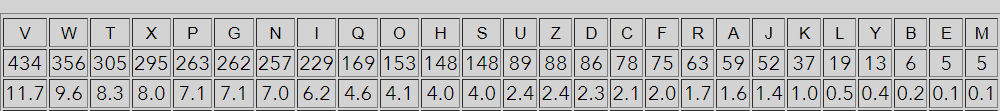 V W T X P G N I Q O H S U Z D C F R A J K L Y B E M
434 356 305 295 263 262 257 229 169 153 148 148 89 88 86 78 75 63 59 52 37 19 13 6 5 5
11.7 9.6 8.3 8.0 7.1 7.1 7.0 6.2 4.6 4.1 4.0 4.0 2.4 2.4 2.3 2.1 2.0 1.7 1.6 1.4 1.0 0.5 0.4 0.2 0.1 0.1